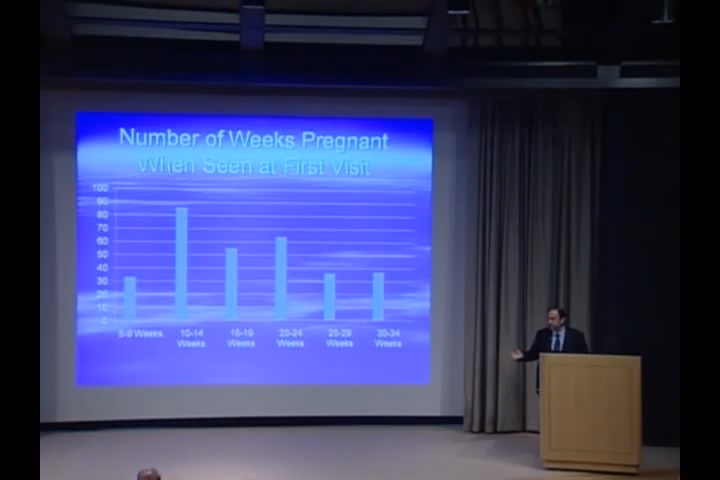 Number of Weeks Pregnant
When Seen at First Visit
100
90
80
70
60
50
40
30
20
10
0
5-9 Weeks
10-14
Weeks
15-19
Weeks
20-24
Weeks
25-29
Weeks
30-34
Weeks